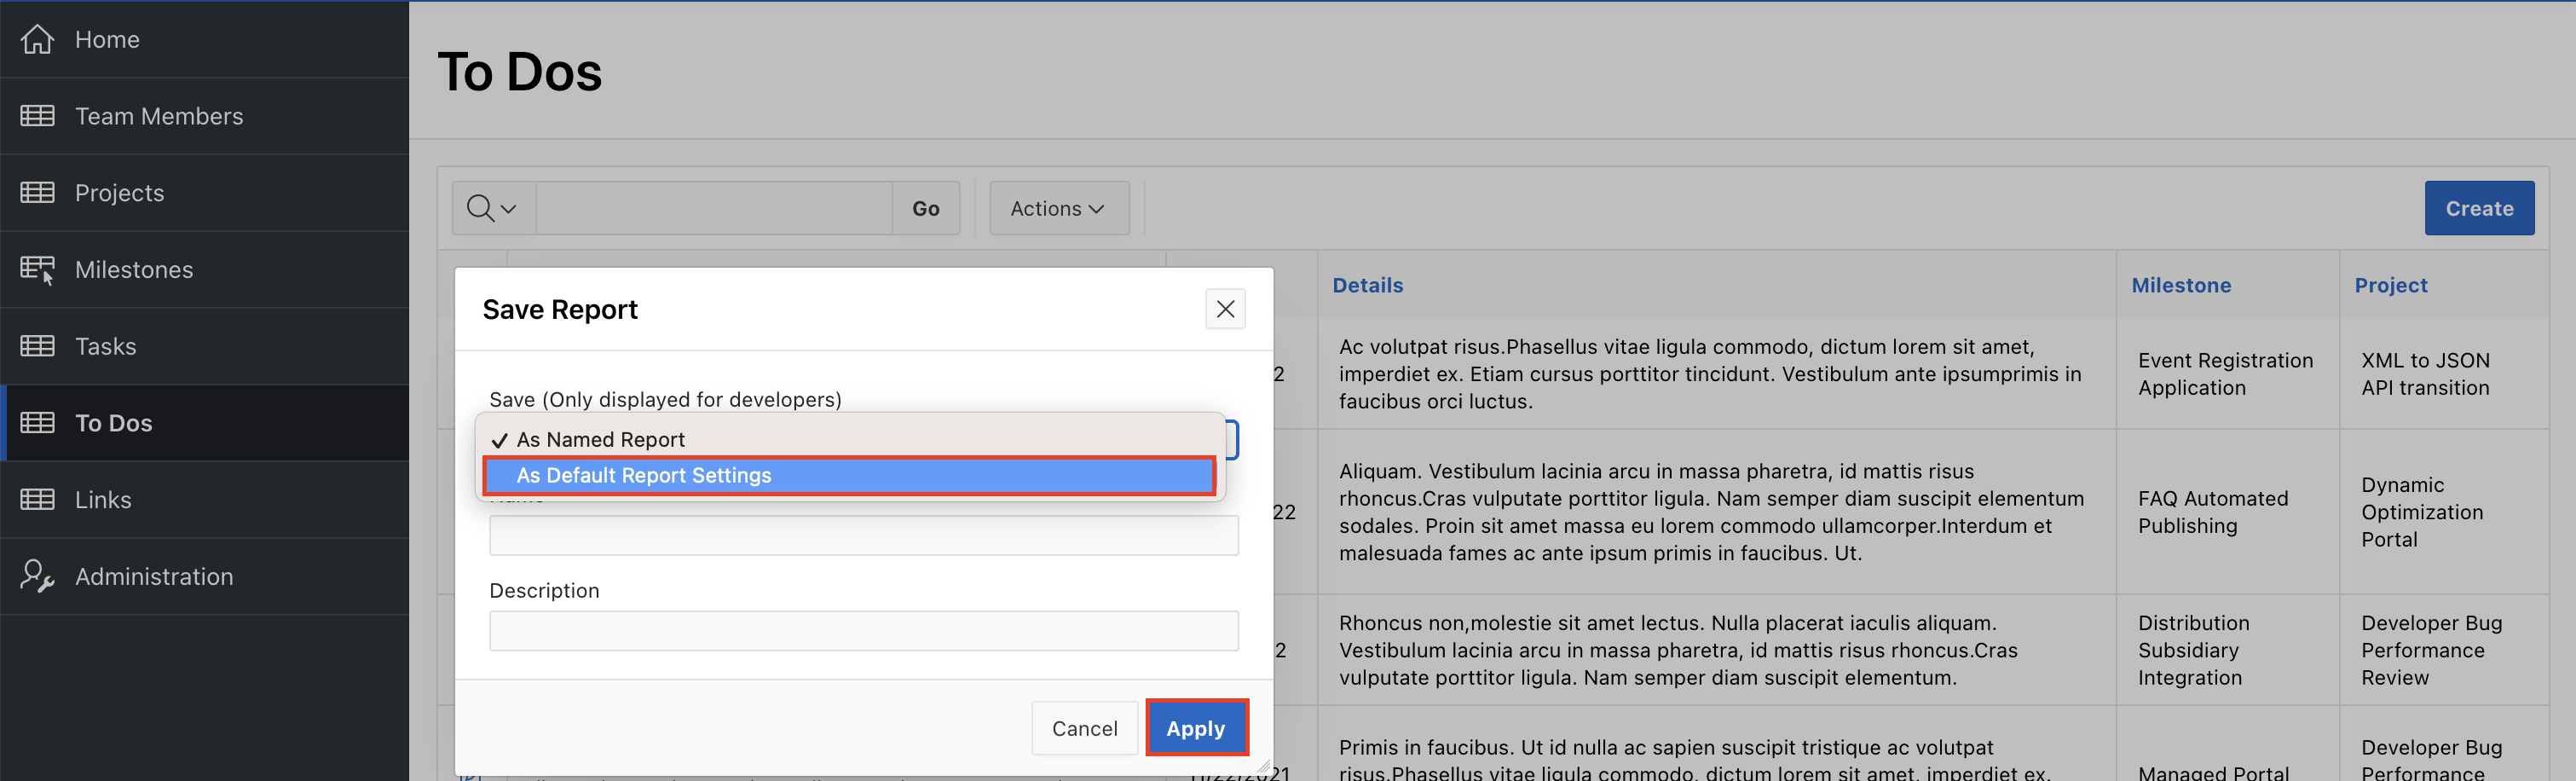 Home
Team Members
Projects
Milestones
Tasks
To Dos
Links
Administration
To Dos
Go
Actions
Create
Details
Milestone
Project
2
Ac volutpat risus.Phasellus vitae ligula commodo, dictum lorem sit amet,
imperdiet ex. Etiam cursus porttitor tincidunt. Vestibulum ante ipsumprimis in
faucibus orci luctus.
Event Registration
Application
XML to JSON
API transition
22
Aliquam. Vestibulum lacinia arcu in massa pharetra, id mattis risus
rhoncus.Cras vulputate porttitor ligula. Nam semper diam suscipit elementum
sodales. Proin sit amet massa eu lorem commodo ullamcorper.Interdum et
malesuada fames ac ante ipsum primis in faucibus. Ut.
FAQ Automated
Publishing
Dynamic
Optimization
Portal
2
Rhoncus non,molestie sit amet lectus. Nulla placerat iaculis aliquam.
Vestibulum lacinia arcu in massa pharetra, id mattis risus rhoncus.Cras
vulputate porttitor ligula. Nam semper diam suscipit elementum.
Distribution
Subsidiary
Integration
Developer Bug
Performance
Review
11/22/2021
Primis in faucibus. Ut id nulla ac sapien suscipit tristique ac volutpat
risus.Phasellus vitae ligula commodo, dictum lorem sit amet, imperdiet ex.
Managed Portal
Developer Bug
Performance
Save Report
Save (Only displayed for developers)
✓ As Named Report
As Default Report Settings
Name
Description
Cancel
Apply